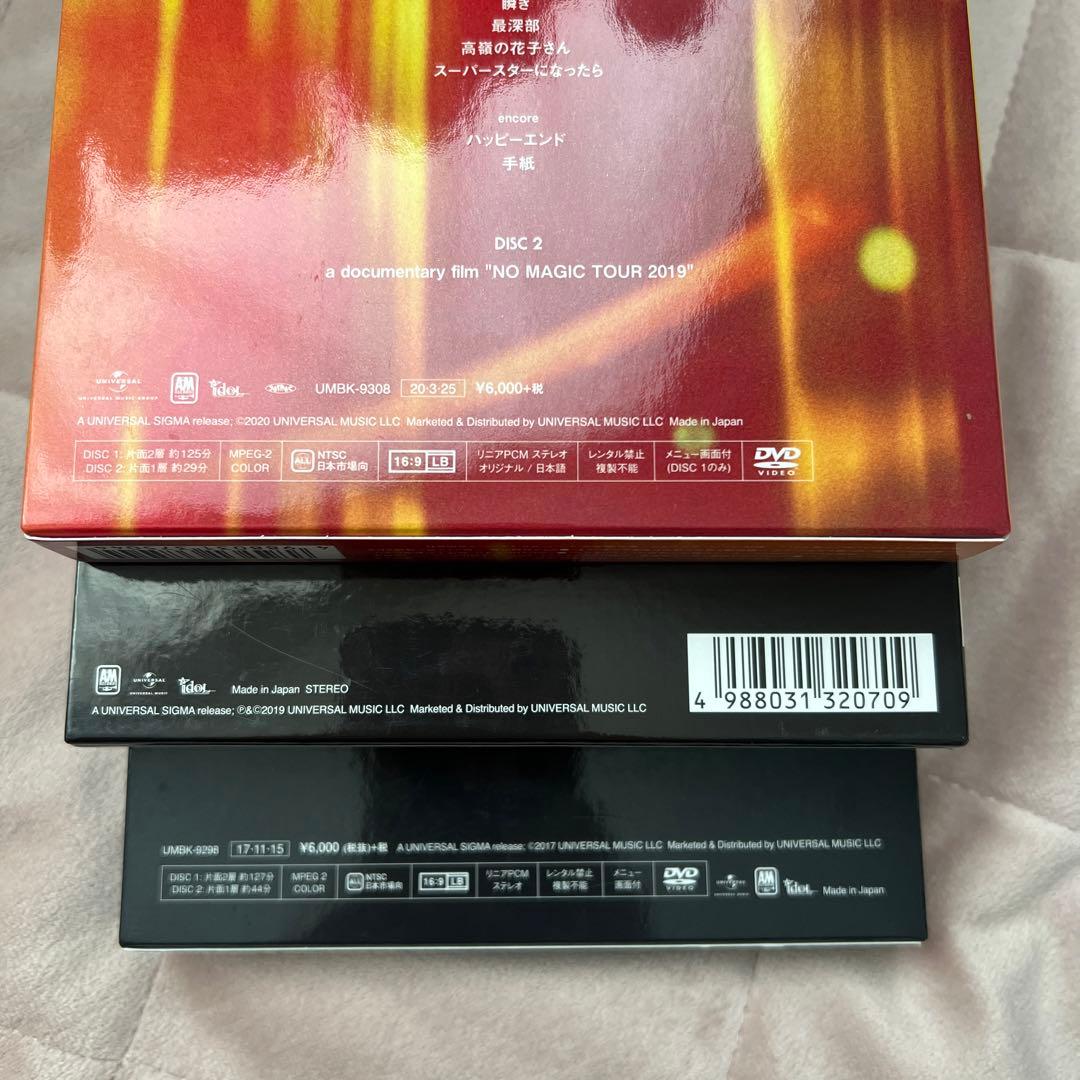 瞬き
最深部
高嶺の花子さん
スーパースターになったら
encore
ハッピーエンド
手紙
DISC 2
a documentary film "NO MAGIC TOUR 2019"
UNIVERSAL
UNIVERSAL MUSIC GROUP
A&M
idol
UMBK-9308 20·3·25 ¥6,000+税
A UNIVERSAL SIGMA release; ©2020 UNIVERSAL MUSIC LLC Marketed & Distributed by UNIVERSAL MUSIC LLC Made in Japan
DISC 1: 片面2層 約125分
DISC 2: 片面1層 約29分
MPEG-2
COLOR
ALL
NTSC
日本市場向
16:9 LB
リニアPCM ステレオ
オリジナル / 日本語
レンタル禁止
複製不能
メニュー画面付
(DISC 1のみ)
DVD
VIDEO
A&M
UNIVERSAL
UNIVERSAL MUSIC
idol
Made in Japan STEREO
A UNIVERSAL SIGMA release; ℗&©2019 UNIVERSAL MUSIC LLC Marketed & Distributed by UNIVERSAL MUSIC LLC
4 988031 320709
UMBK-9298 17·11·15 ¥6,000 (税抜)+税 A UNIVERSAL SIGMA release; ©2017 UNIVERSAL MUSIC LLC Marketed & Distributed by UNIVERSAL MUSIC LLC
DISC 1: 片面2層 約127分
DISC 2: 片面1層 約44分
MPEG 2
COLOR
ALL
NTSC
日本市場向
16:9 LB
リニアPCM
ステレオ
レンタル禁止
複製不能
メニュー
画面付
DVD
VIDEO
UNIVERSAL
A&M
idol
Made in Japan